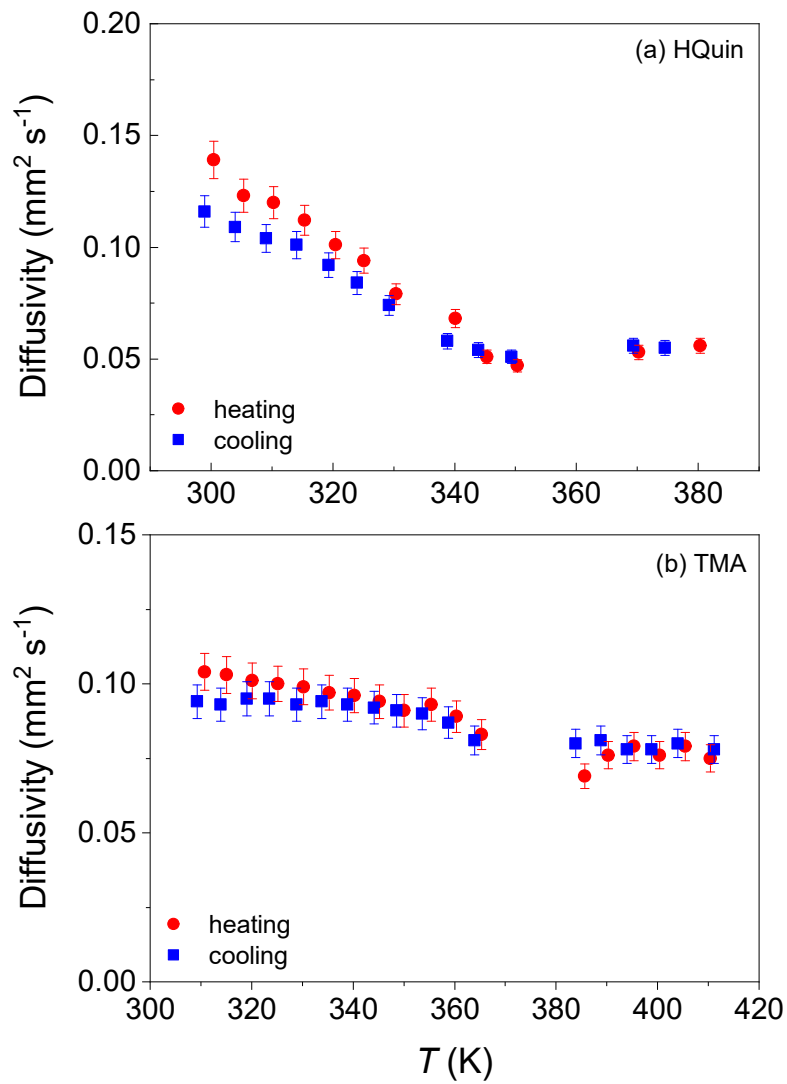 0.20
(a) HQuin
0.15
0.10
0.05
0.00
Diffusivity (mm² s⁻¹)
heating
cooling
300 320 340 360 380
0.15
(b) TMA
0.10
0.05
0.00
Diffusivity (mm² s⁻¹)
heating
cooling
300 320 340 360 380 400 420
T (K)